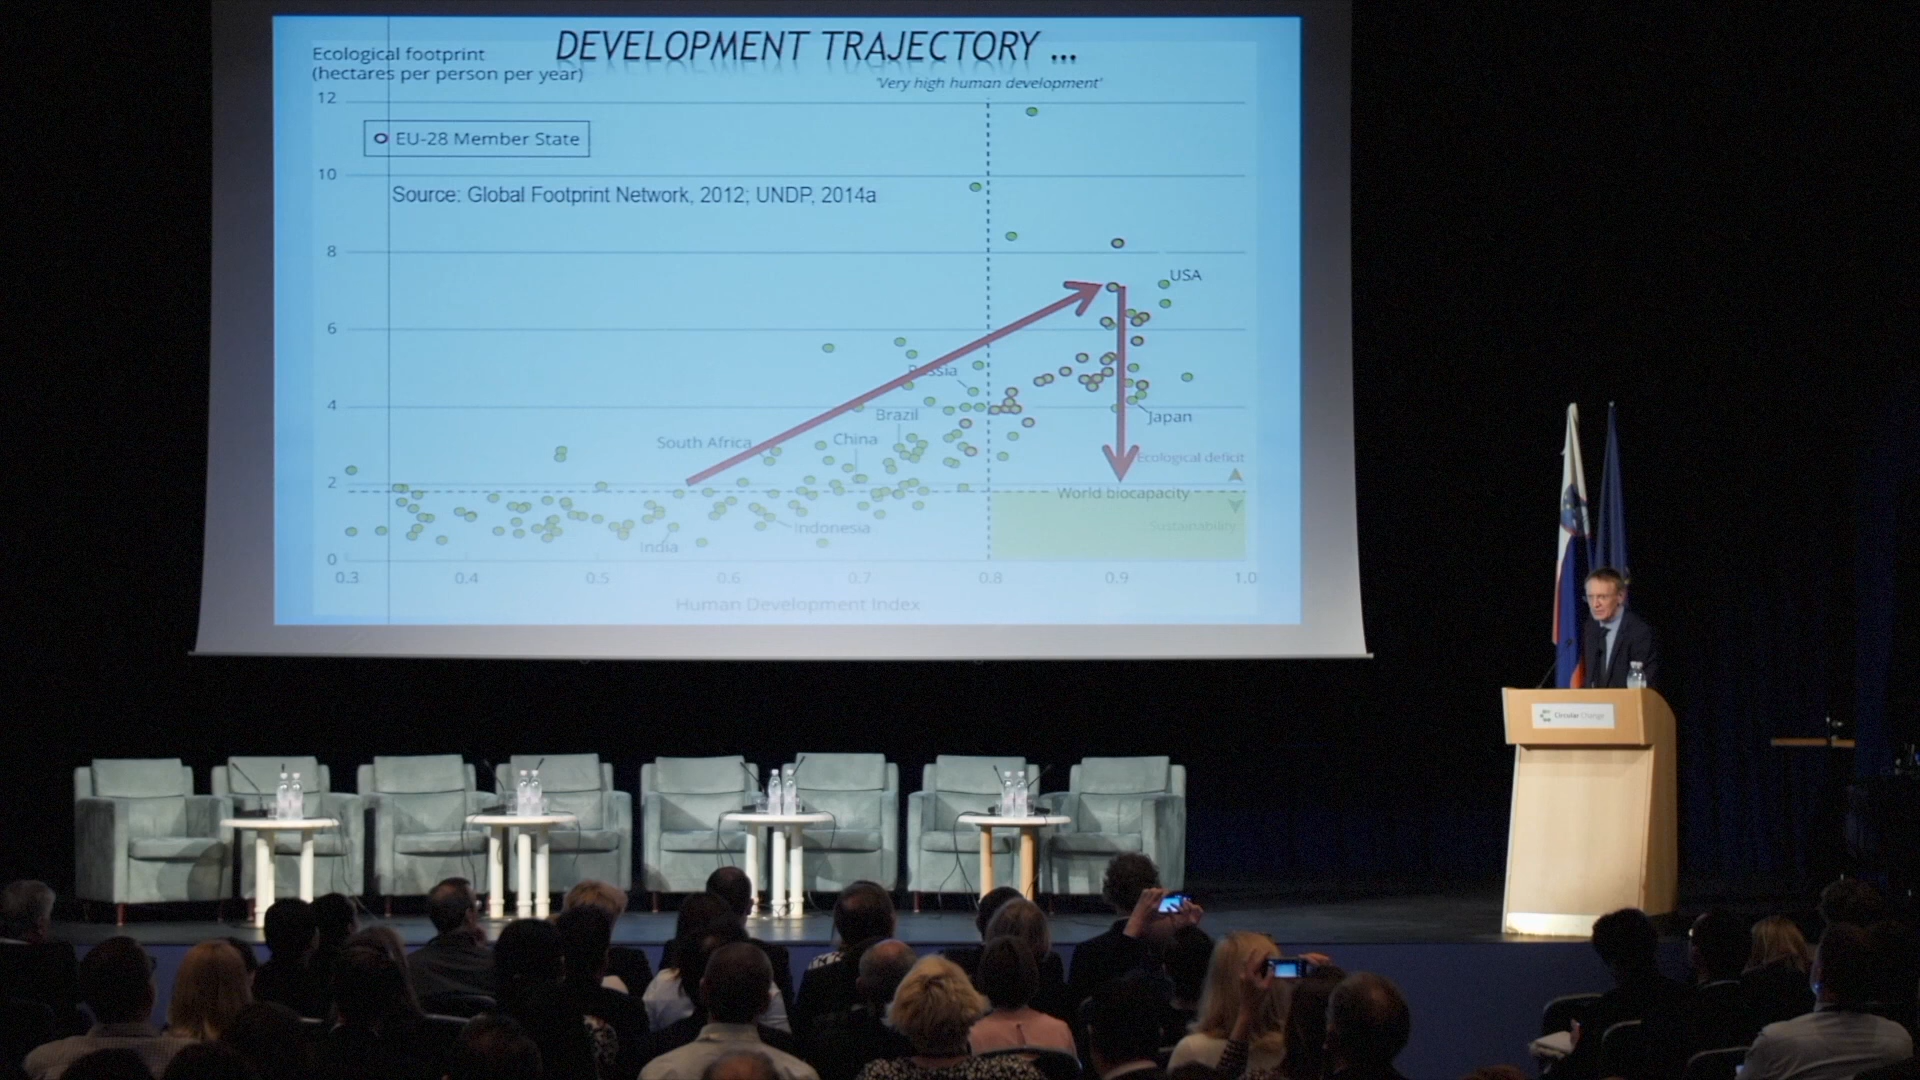 DEVELOPMENT TRAJECTORY ...
Ecological footprint
(hectares per person per year)
'Very high human development'
12
EU-28 Member State
10
Source: Global Footprint Network, 2012; UNDP, 2014a
8
USA
6
Russia
4
Brazil
Japan
South Africa
China
Ecological deficit
2
World biocapacity
Sustainability
Indonesia
India
0
0.3 0.4 0.5 0.6 0.7 0.8 0.9 1.0
Human Development Index
Circular Change